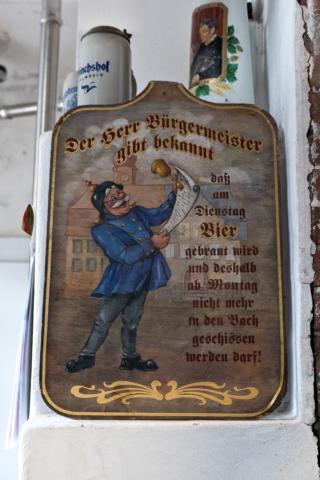 Der Herr Bürgermeister
gibt bekannt
daß
am
Dienstag
Bier
gebraut wird
und deshalb
ab Montag
nicht mehr
in den Bach
geschissen
werden darf!